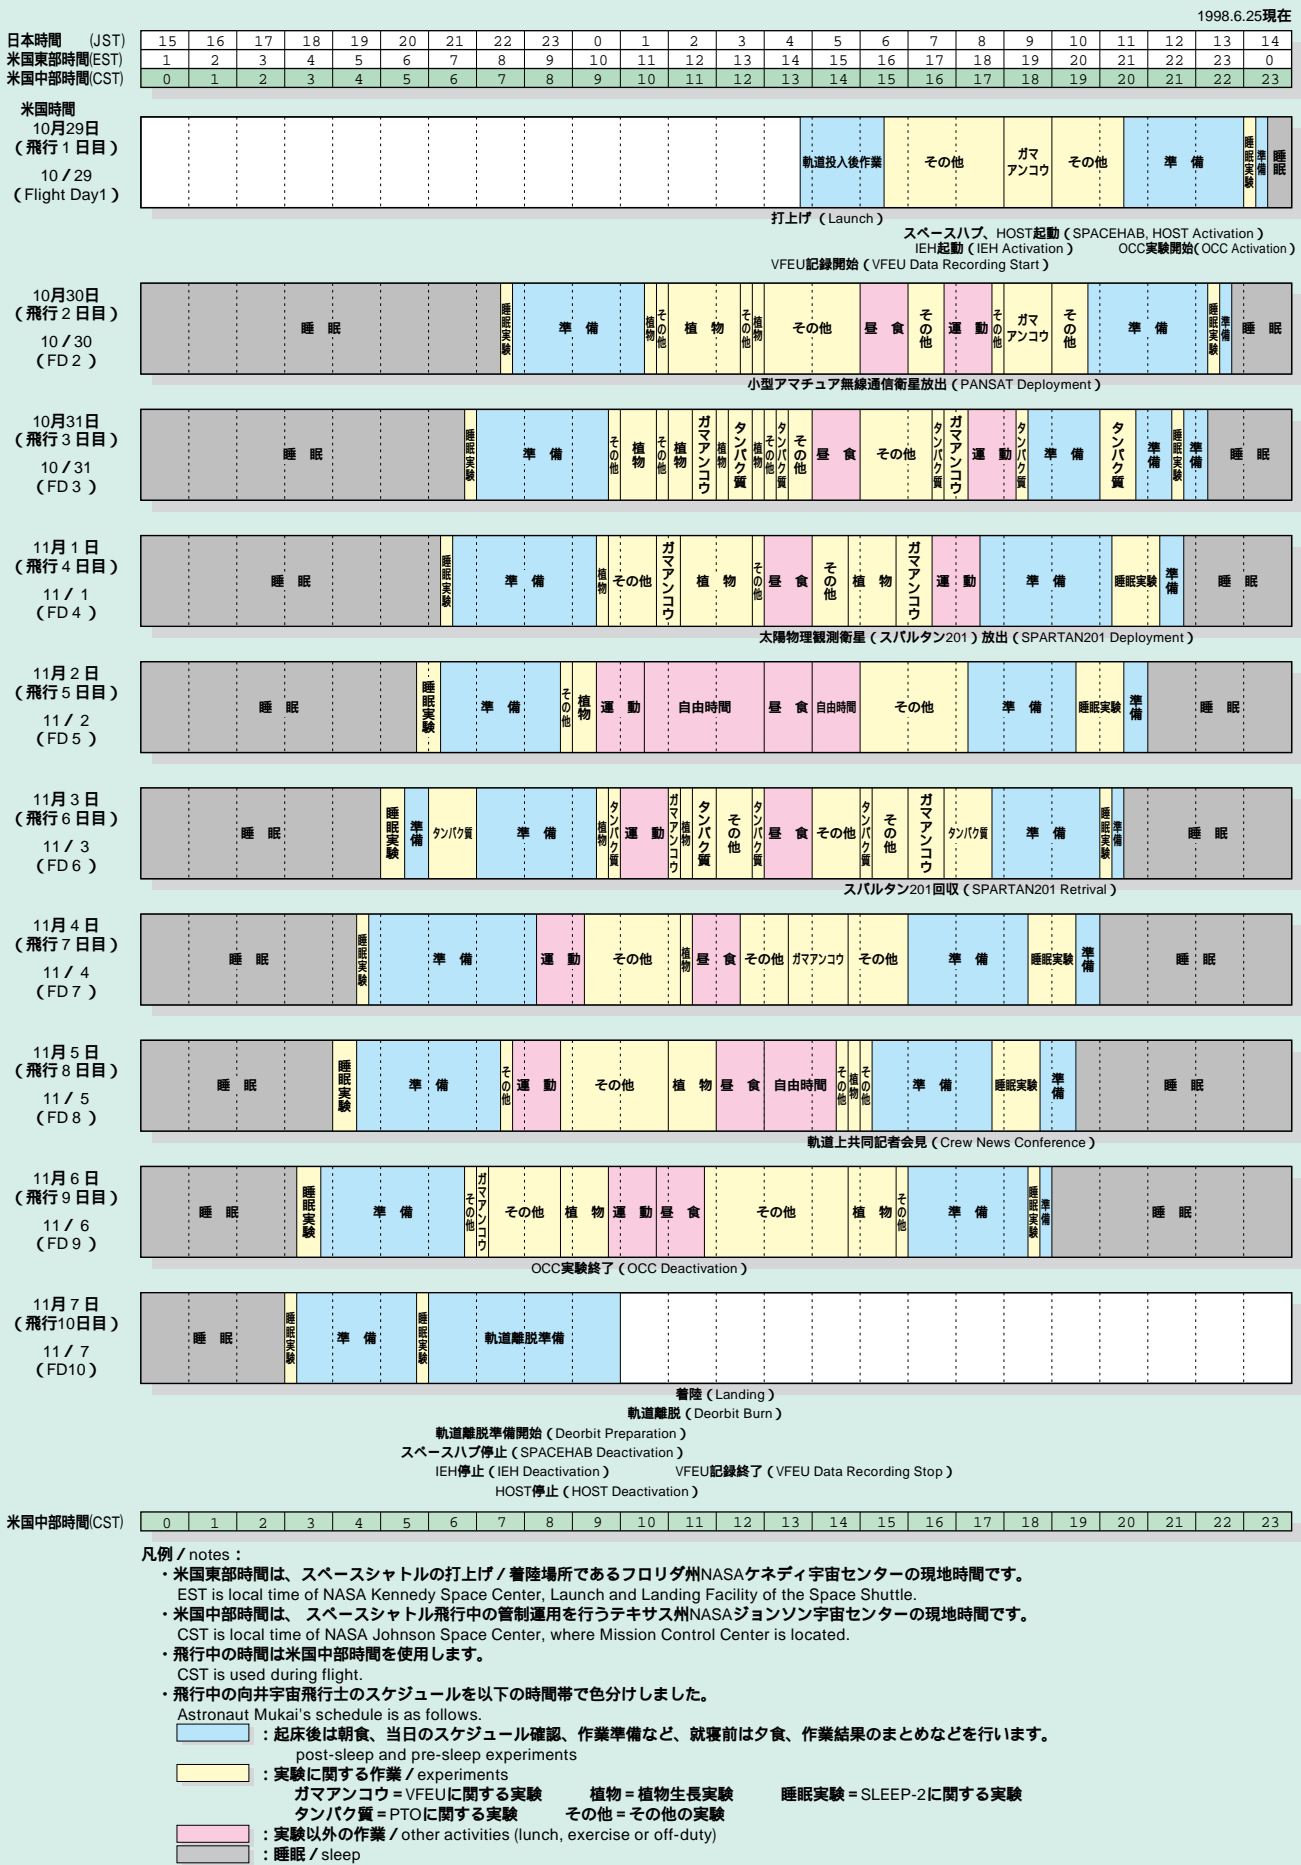 1998.6.25現在
日本時間 (JST) 15 16 17 18 19 20 21 22 23 0 1 2 3 4 5 6 7 8 9 10 11 12 13 14
米国東部時間(EST) 1 2 3 4 5 6 7 8 9 10 11 12 13 14 15 16 17 18 19 20 21 22 23 0
米国中部時間(CST) 0 1 2 3 4 5 6 7 8 9 10 11 12 13 14 15 16 17 18 19 20 21 22 23
米国時間
10月29日
（飛行１日目）
10／29
（Flight Day1）
軌道投入後作業 その他 ガマアンコウ その他 準 備 睡眠実験 準備 睡眠
打上げ（Launch）
スペースハブ、HOST起動（SPACEHAB, HOST Activation）
IEH起動（IEH Activation） OCC実験開始(OCC Activation)
VFEU記録開始（VFEU Data Recording Start）
10月30日
（飛行２日目）
10／30
（FD２）
睡 眠 睡眠実験 準 備 植物 その他 植 物 その他 植物 その他 昼 食 その他 運 動 その他 ガマアンコウ その他 準 備 睡眠実験 準備 睡 眠
小型アマチュア無線通信衛星放出（PANSAT Deployment）
10月31日
（飛行３日目）
10／31
（FD３）
睡 眠 睡眠実験 準 備 その他 植物 その他 植物 ガマアンコウ 植物 タンパク質 植物 その他 タンパク質 その他 昼 食 その他 タンパク質 ガマアンコウ 運 動 タンパク質 準 備 タンパク質 準備 睡眠実験 準備 睡 眠
11月１日
（飛行４日目）
11／１
（FD４）
睡 眠 睡眠実験 準 備 植物 その他 ガマアンコウ 植 物 その他 昼 食 その他 植 物 ガマアンコウ 運 動 準 備 睡眠実験 準備 睡 眠
太陽物理観測衛星（スパルタン201）放出（SPARTAN201 Deployment）
11月２日
（飛行５日目）
11／２
（FD５）
睡 眠 睡眠実験 準 備 その他 植物 運 動 自由時間 昼 食 自由時間 その他 準 備 睡眠実験 準備 睡 眠
11月３日
（飛行６日目）
11／３
（FD６）
睡 眠 睡眠実験 準備 タンパク質 準 備 植物 タンパク質 運 動 ガマアンコウ 植物 タンパク質 その他 タンパク質 昼 食 その他 タンパク質 その他 ガマアンコウ タンパク質 準 備 睡眠実験 準備 睡 眠
スパルタン201回収（SPARTAN201 Retrival）
11月４日
（飛行７日目）
11／４
（FD７）
睡 眠 睡眠実験 準 備 運 動 その他 植物 昼 食 その他 ガマアンコウ その他 準 備 睡眠実験 準備 睡 眠
11月５日
（飛行８日目）
11／５
（FD８）
睡 眠 睡眠実験 準 備 その他 運 動 その他 植 物 昼 食 自由時間 その他 植物 その他 準 備 睡眠実験 準備 睡 眠
軌道上共同記者会見（Crew News Conference）
11月６日
（飛行９日目）
11／６
（FD９）
睡 眠 睡眠実験 準 備 その他 ガマアンコウ その他 植 物 運 動 昼 食 その他 植 物 その他 準 備 睡眠実験 準備 睡 眠
OCC実験終了（OCC Deactivation）
11月７日
（飛行10日目）
11／７
（FD10）
睡 眠 睡眠実験 準 備 睡眠実験 軌道離脱準備
着陸（Landing）
軌道離脱（Deorbit Burn）
軌道離脱準備開始（Deorbit Preparation）
スペースハブ停止（SPACEHAB Deactivation）
IEH停止（IEH Deactivation） VFEU記録終了（VFEU Data Recording Stop）
HOST停止（HOST Deactivation）
米国中部時間(CST) 0 1 2 3 4 5 6 7 8 9 10 11 12 13 14 15 16 17 18 19 20 21 22 23
凡例／notes：
・米国東部時間は、スペースシャトルの打上げ／着陸場所であるフロリダ州NASAケネディ宇宙センターの現地時間です。
EST is local time of NASA Kennedy Space Center, Launch and Landing Facility of the Space Shuttle.
・米国中部時間は、 スペースシャトル飛行中の管制運用を行うテキサス州NASAジョンソン宇宙センターの現地時間です。
CST is local time of NASA Johnson Space Center, where Mission Control Center is located.
・飛行中の時間は米国中部時間を使用します。
CST is used during flight.
・飛行中の向井宇宙飛行士のスケジュールを以下の時間帯で色分けしました。
Astronaut Mukai's schedule is as follows.
：起床後は朝食、当日のスケジュール確認、作業準備など、就寝前は夕食、作業結果のまとめなどを行います。
post-sleep and pre-sleep experiments
：実験に関する作業／experiments
ガマアンコウ＝VFEUに関する実験 植物＝植物生長実験 睡眠実験＝SLEEP-2に関する実験
タンパク質＝PTOに関する実験 その他＝その他の実験
：実験以外の作業／other activities (lunch, exercise or off-duty)
：睡眠／sleep